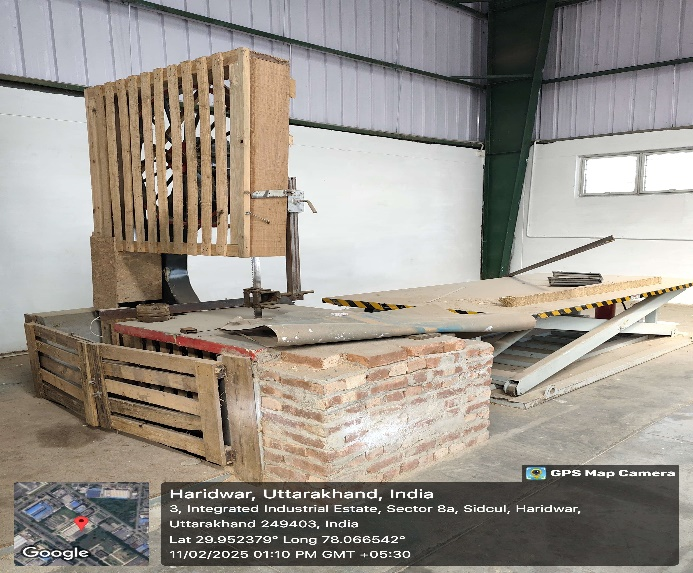 GPS Map Camera
Haridwar, Uttarakhand, India
3, Integrated Industrial Estate, Sector 8a, Sidcul, Haridwar,
Uttarakhand 249403, India
Lat 29.952379° Long 78.066542°
11/02/2025 01:10 PM GMT +05:30
Google